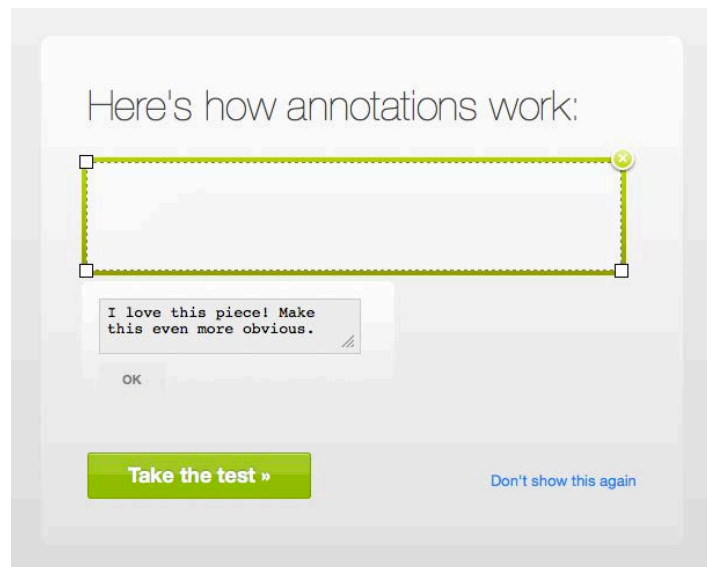 Here's how annotations work:
I love this piece! Make
this even more obvious.
OK
Take the test »
Don't show this again